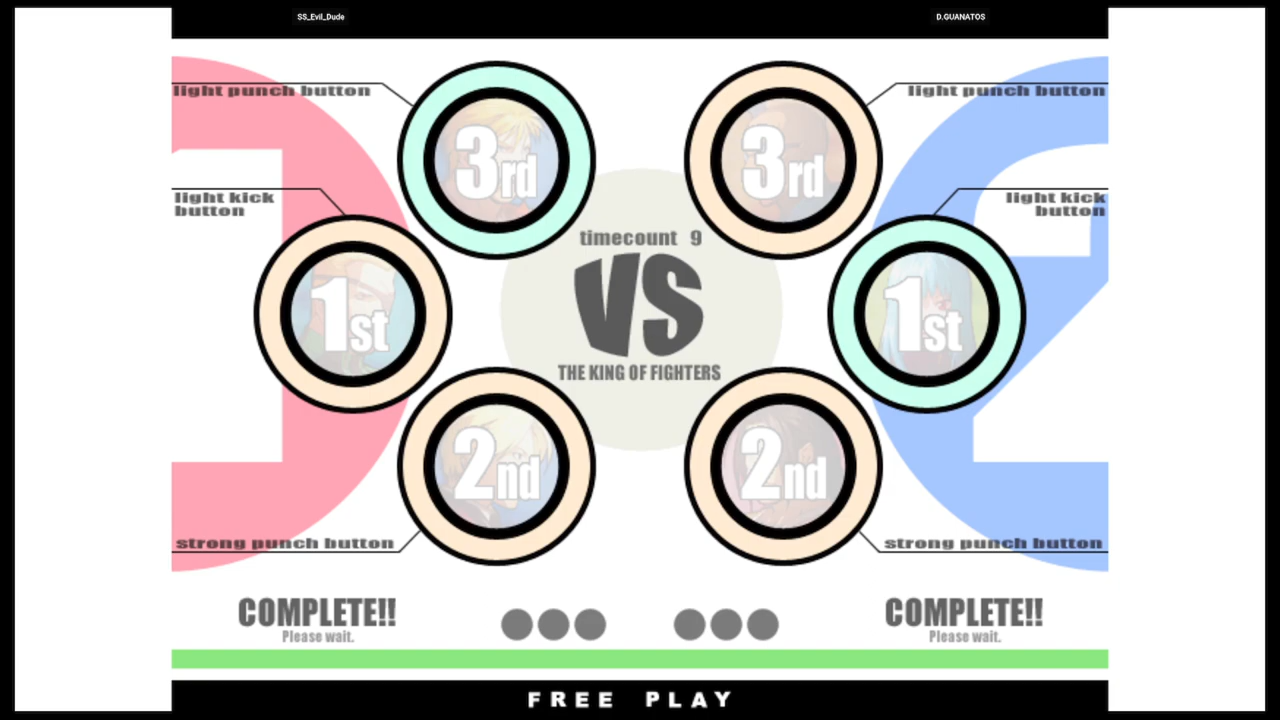 SS_Evil_Dude
D.GUANATOS
light punch button
light punch button
3rd
3rd
light kick
button
light kick
button
timecount 9
VS
1st
1st
THE KING OF FIGHTERS
2nd
2nd
strong punch button
strong punch button
COMPLETE!!
Please wait.
COMPLETE!!
Please wait.
FREE PLAY